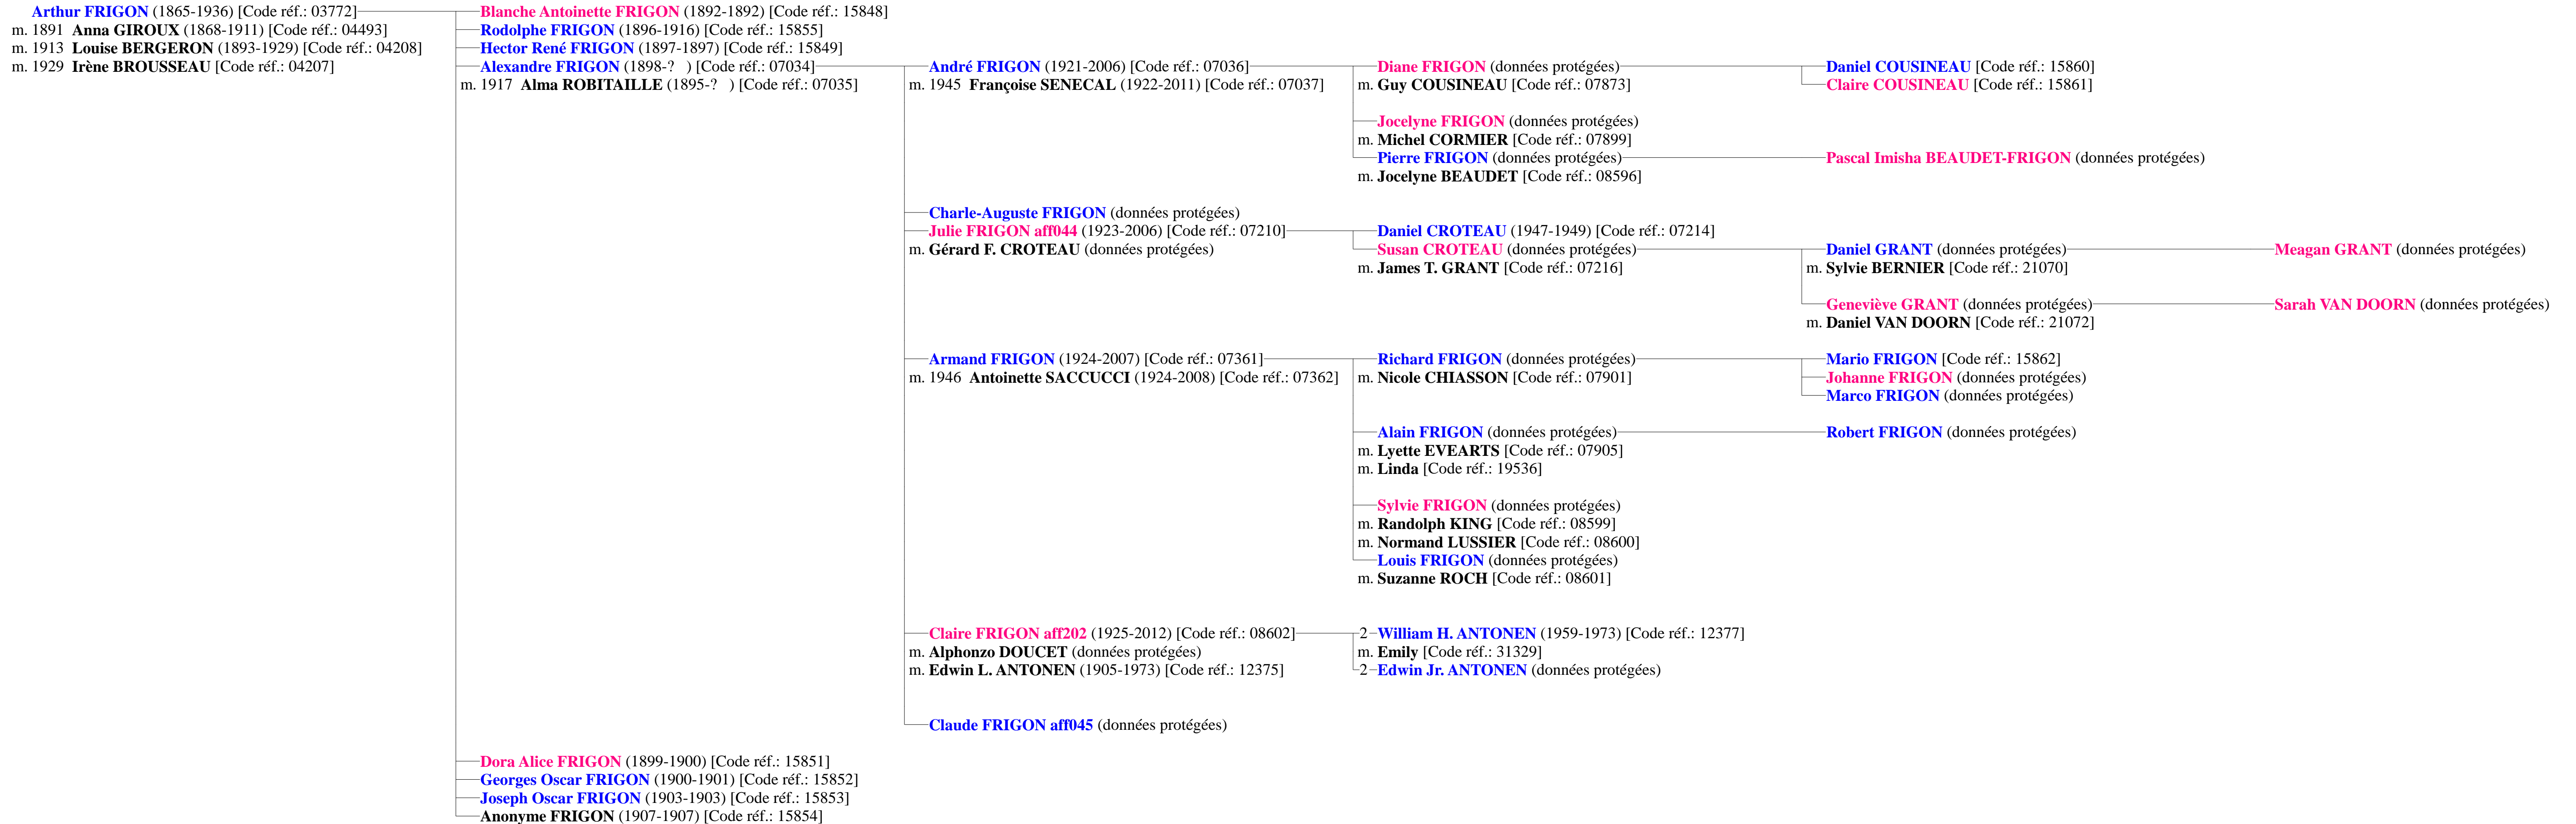 Arthur FRIGON (1865-1936) [Code réf.: 03772]
m. 1891 Anna GIROUX (1868-1911) [Code réf.: 04493]
m. 1913 Louise BERGERON (1893-1929) [Code réf.: 04208]
m. 1929 Irène BROUSSEAU [Code réf.: 04207]
Blanche Antoinette FRIGON (1892-1892) [Code réf.: 15848]
Rodolphe FRIGON (1896-1916) [Code réf.: 15855]
Hector René FRIGON (1897-1897) [Code réf.: 15849]
Alexandre FRIGON (1898-? ) [Code réf.: 07034]
m. 1917 Alma ROBITAILLE (1895-? ) [Code réf.: 07035]
André FRIGON (1921-2006) [Code réf.: 07036]
m. 1945 Françoise SENECAL (1922-2011) [Code réf.: 07037]
Diane FRIGON (données protégées)
m. Guy COUSINEAU [Code réf.: 07873]
Daniel COUSINEAU [Code réf.: 15860]
Claire COUSINEAU [Code réf.: 15861]
Jocelyne FRIGON (données protégées)
m. Michel CORMIER [Code réf.: 07899]
Pierre FRIGON (données protégées)
m. Jocelyne BEAUDET [Code réf.: 08596]
Pascal Imisha BEAUDET-FRIGON (données protégées)
Charle-Auguste FRIGON (données protégées)
Julie FRIGON aff044 (1923-2006) [Code réf.: 07210]
m. Gérard F. CROTEAU (données protégées)
Daniel CROTEAU (1947-1949) [Code réf.: 07214]
Susan CROTEAU (données protégées)
m. James T. GRANT [Code réf.: 07216]
Daniel GRANT (données protégées)
m. Sylvie BERNIER [Code réf.: 21070]
Meagan GRANT (données protégées)
Geneviève GRANT (données protégées)
m. Daniel VAN DOORN [Code réf.: 21072]
Sarah VAN DOORN (données protégées)
Armand FRIGON (1924-2007) [Code réf.: 07361]
m. 1946 Antoinette SACCUCCI (1924-2008) [Code réf.: 07362]
Richard FRIGON (données protégées)
m. Nicole CHIASSON [Code réf.: 07901]
Mario FRIGON [Code réf.: 15862]
Johanne FRIGON (données protégées)
Marco FRIGON (données protégées)
Alain FRIGON (données protégées)
m. Lyette EVEARTS [Code réf.: 07905]
m. Linda [Code réf.: 19536]
Robert FRIGON (données protégées)
Sylvie FRIGON (données protégées)
m. Randolph KING [Code réf.: 08599]
m. Normand LUSSIER [Code réf.: 08600]
Louis FRIGON (données protégées)
m. Suzanne ROCH [Code réf.: 08601]
Claire FRIGON aff202 (1925-2012) [Code réf.: 08602]
m. Alphonzo DOUCET (données protégées)
m. Edwin L. ANTONEN (1905-1973) [Code réf.: 12375]
2 William H. ANTONEN (1959-1973) [Code réf.: 12377]
m. Emily [Code réf.: 31329]
2 Edwin Jr. ANTONEN (données protégées)
Claude FRIGON aff045 (données protégées)
Dora Alice FRIGON (1899-1900) [Code réf.: 15851]
Georges Oscar FRIGON (1900-1901) [Code réf.: 15852]
Joseph Oscar FRIGON (1903-1903) [Code réf.: 15853]
Anonyme FRIGON (1907-1907) [Code réf.: 15854]